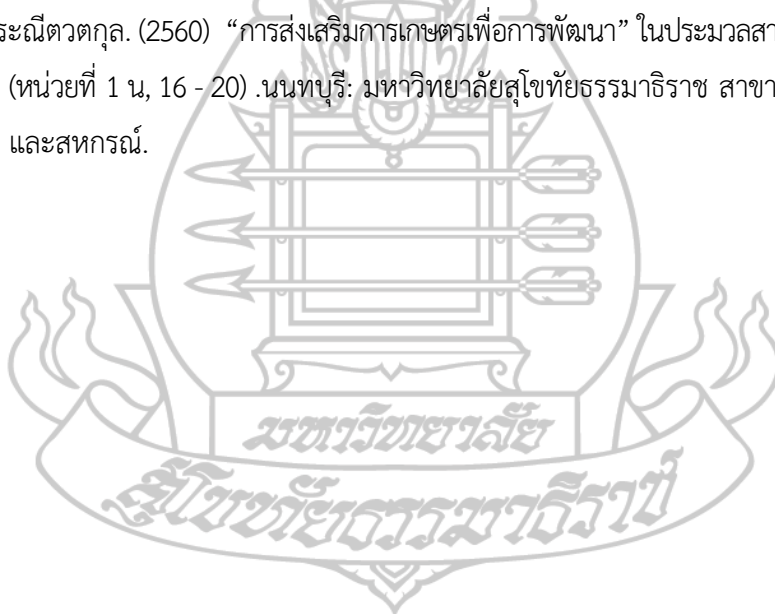 ระณีตวตกุล. (2560) “การส่งเสริมการเกษตรเพื่อการพัฒนา” ในประมวลสา
(หน่วยที่ 1 น, 16 - 20) .นนทบุรี: มหาวิทยาลัยสุโขทัยธรรมาธิราช สาขา
และสหกรณ์.
มหาวิทยาลัย
สุโขทัยธรรมาธิราช